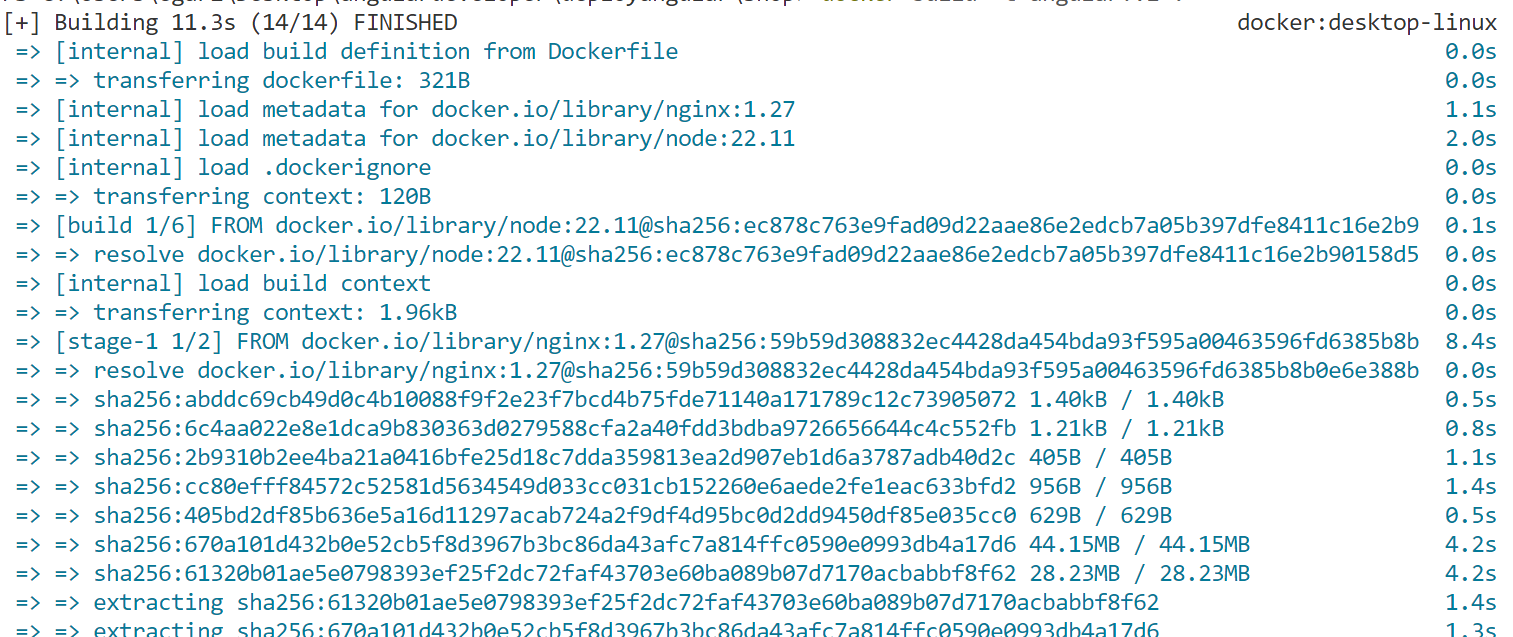 [+] Building 11.3s (14/14) FINISHED docker:desktop-linux
=> [internal] load build definition from Dockerfile 0.0s
=> => transferring dockerfile: 321B 0.0s
=> [internal] load metadata for docker.io/library/nginx:1.27 1.1s
=> [internal] load metadata for docker.io/library/node:22.11 2.0s
=> [internal] load .dockerignore 0.0s
=> => transferring context: 120B 0.0s
=> [build 1/6] FROM docker.io/library/node:22.11@sha256:ec878c763e9fad09d22aae86e2edcb7a05b397dfe8411c16e2b9 0.1s
=> => resolve docker.io/library/node:22.11@sha256:ec878c763e9fad09d22aae86e2edcb7a05b397dfe8411c16e2b90158d5 0.0s
=> [internal] load build context 0.0s
=> => transferring context: 1.96kB 0.0s
=> [stage-1 1/2] FROM docker.io/library/nginx:1.27@sha256:59b59d308832ec4428da454bda93f595a00463596fd6385b8b 8.4s
=> => resolve docker.io/library/nginx:1.27@sha256:59b59d308832ec4428da454bda93f595a00463596fd6385b8b0e6e388b 0.0s
=> => sha256:abddc69cb49d0c4b10088f9f2e23f7bcd4b75fde71140a171789c12c73905072 1.40kB / 1.40kB 0.5s
=> => sha256:6c4aa022e8e1dca9b830363d0279588cfa2a40fdd3bdba9726656644c4c552fb 1.21kB / 1.21kB 0.8s
=> => sha256:2b9310b2ee4ba21a0416bfe25d18c7dda359813ea2d907eb1d6a3787adb40d2c 405B / 405B 1.1s
=> => sha256:cc80efff84572c52581d5634549d033cc031cb152260e6aede2fe1eac633bfd2 956B / 956B 1.4s
=> => sha256:405bd2df85b636e5a16d11297acab724a2f9df4d95bc0d2dd9450df85e035cc0 629B / 629B 0.5s
=> => sha256:670a101d432b0e52cb5f8d3967b3bc86da43afc7a814ffc0590e0993db4a17d6 44.15MB / 44.15MB 4.2s
=> => sha256:61320b01ae5e0798393ef25f2dc72faf43703e60ba089b07d7170acbabbf8f62 28.23MB / 28.23MB 4.2s
=> => extracting sha256:61320b01ae5e0798393ef25f2dc72faf43703e60ba089b07d7170acbabbf8f62 1.4s
=> => extracting sha256:670a101d432b0e52cb5f8d3967b3bc86da43afc7a814ffc0590e0993db4a17d6 1.3s